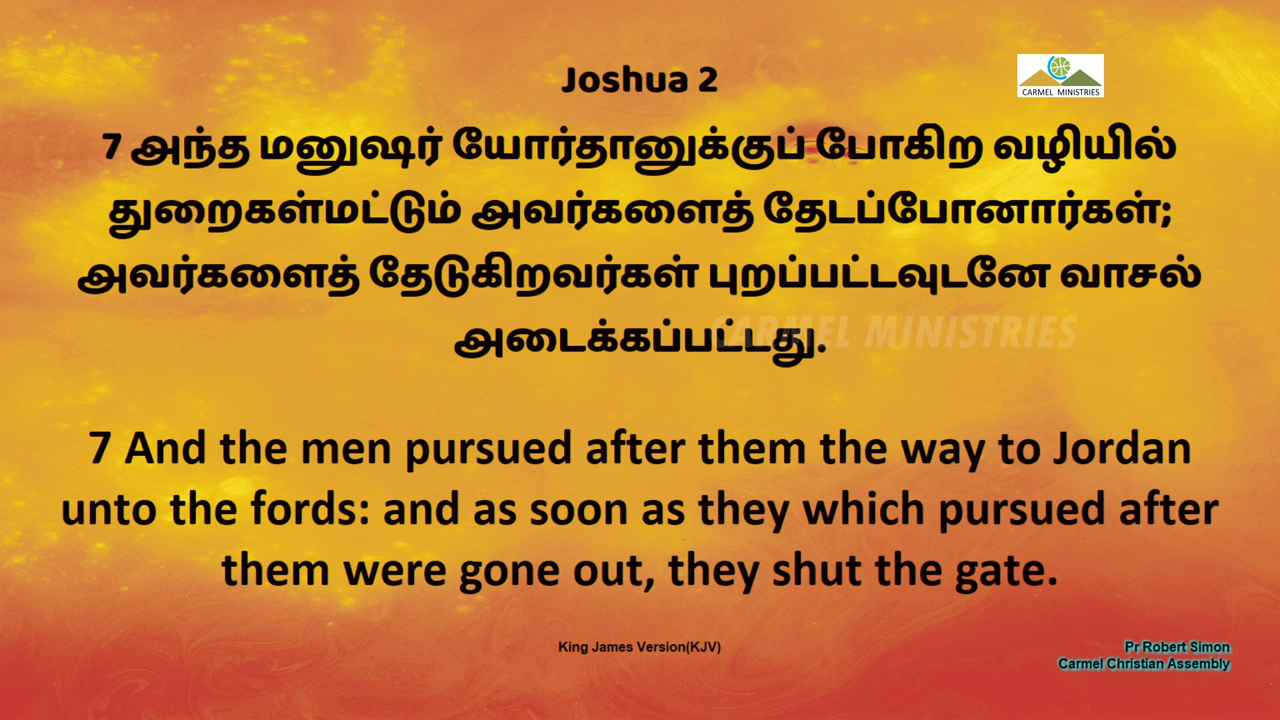 Joshua 2
CARMEL MINISTRIES
7 அந்த மனுஷர் யோர்தானுக்குப் போகிற வழியில்
துறைகள்மட்டும் அவர்களைத் தேடப்போனார்கள்;
அவர்களைத் தேடுகிறவர்கள் புறப்பட்டவுடனே வாசல்
அடைக்கப்பட்டது.
CARMEL MINISTRIES
7 And the men pursued after them the way to Jordan
unto the fords: and as soon as they which pursued after
them were gone out, they shut the gate.
King James Version(KJV)
Pr Robert Simon
Carmel Christian Assembly